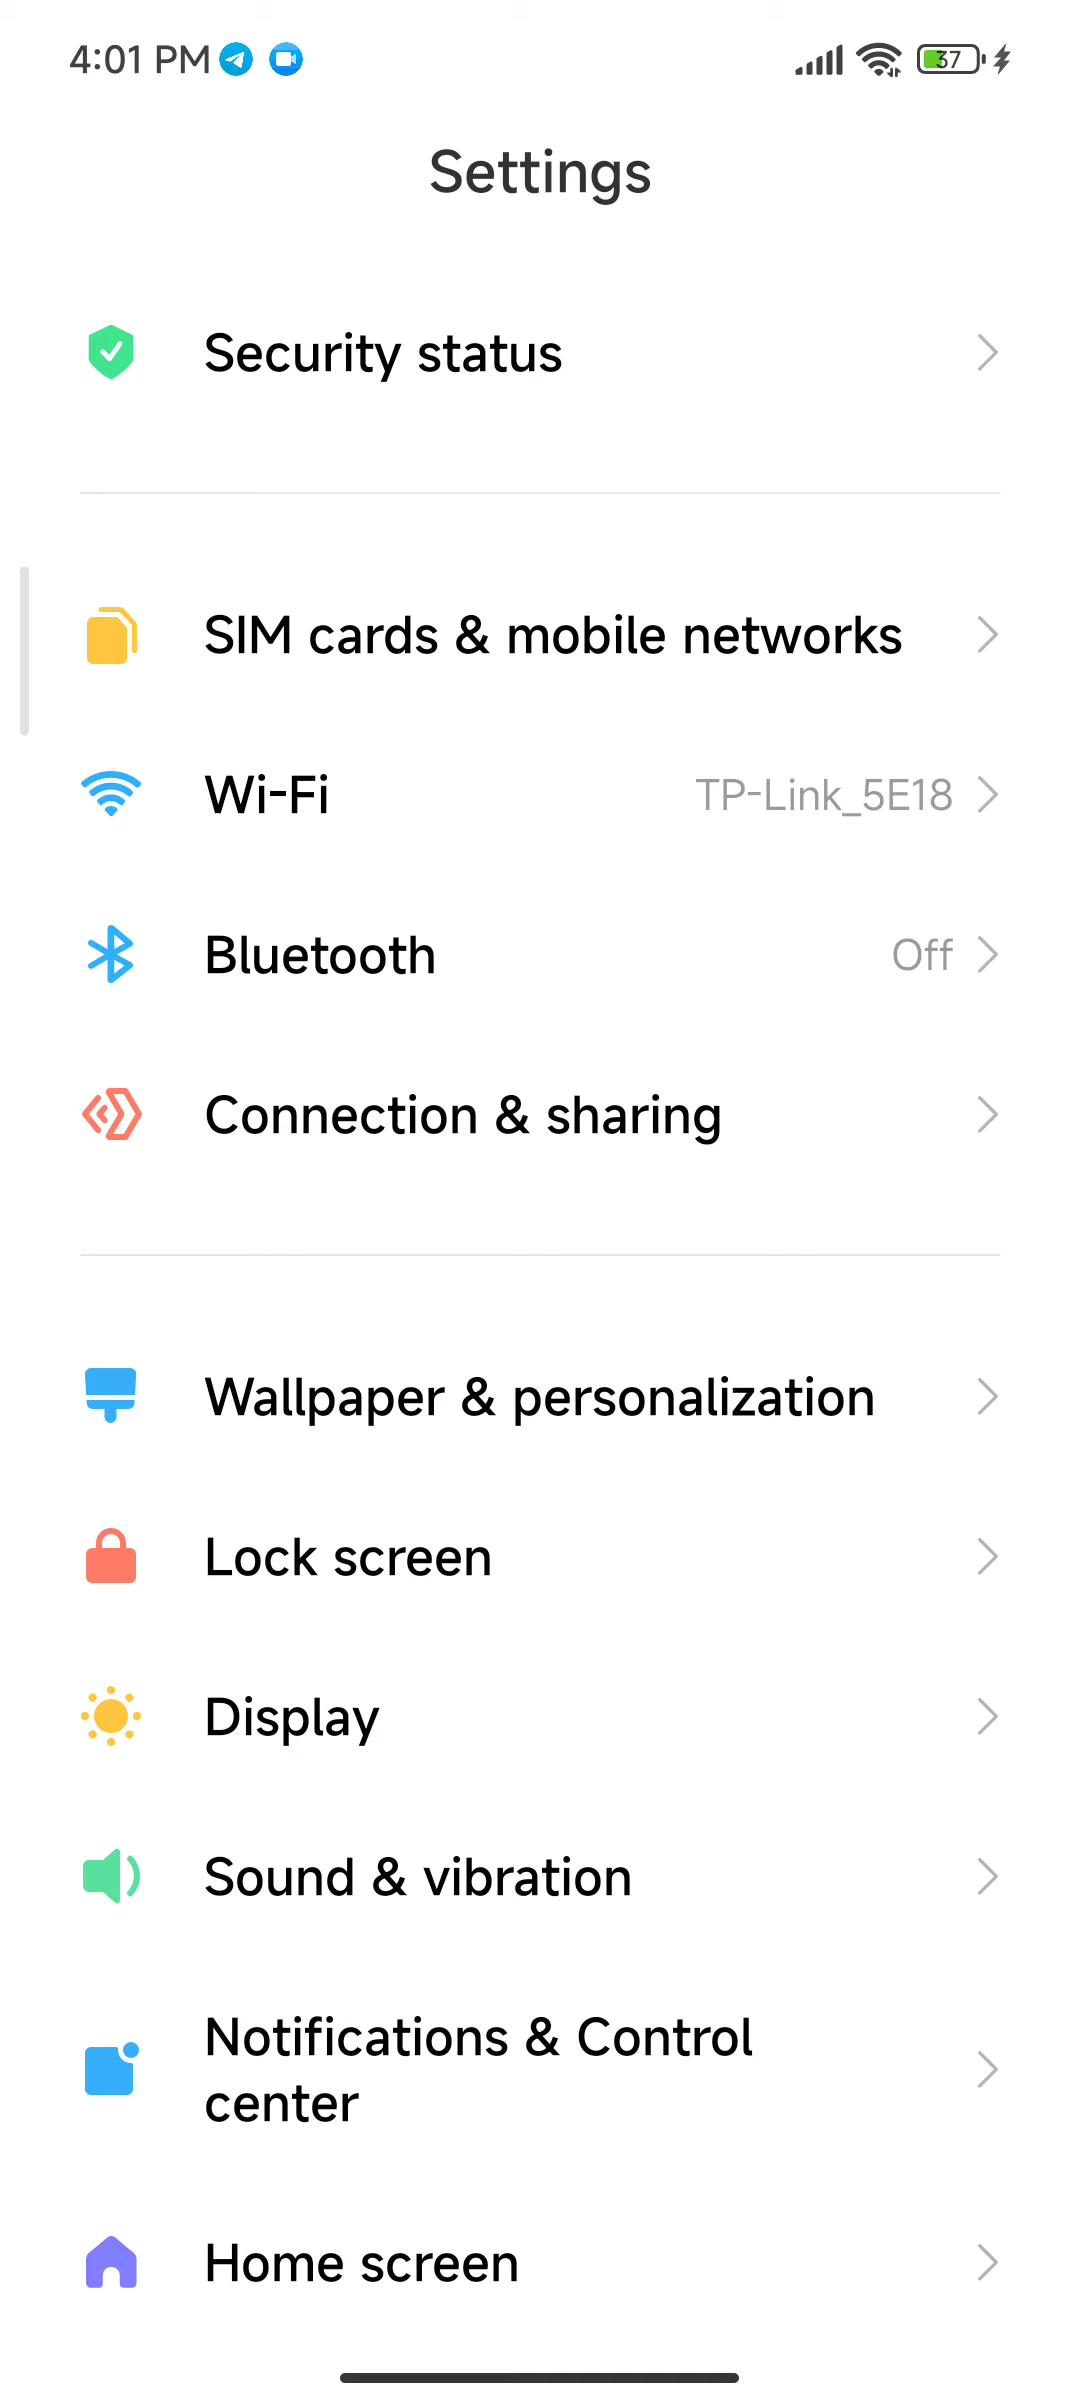 4:01 PM 37
Settings
Security status
SIM cards & mobile networks
Wi-Fi TP-Link_5E18
Bluetooth Off
Connection & sharing
Wallpaper & personalization
Lock screen
Display
Sound & vibration
Notifications & Control
center
Home screen